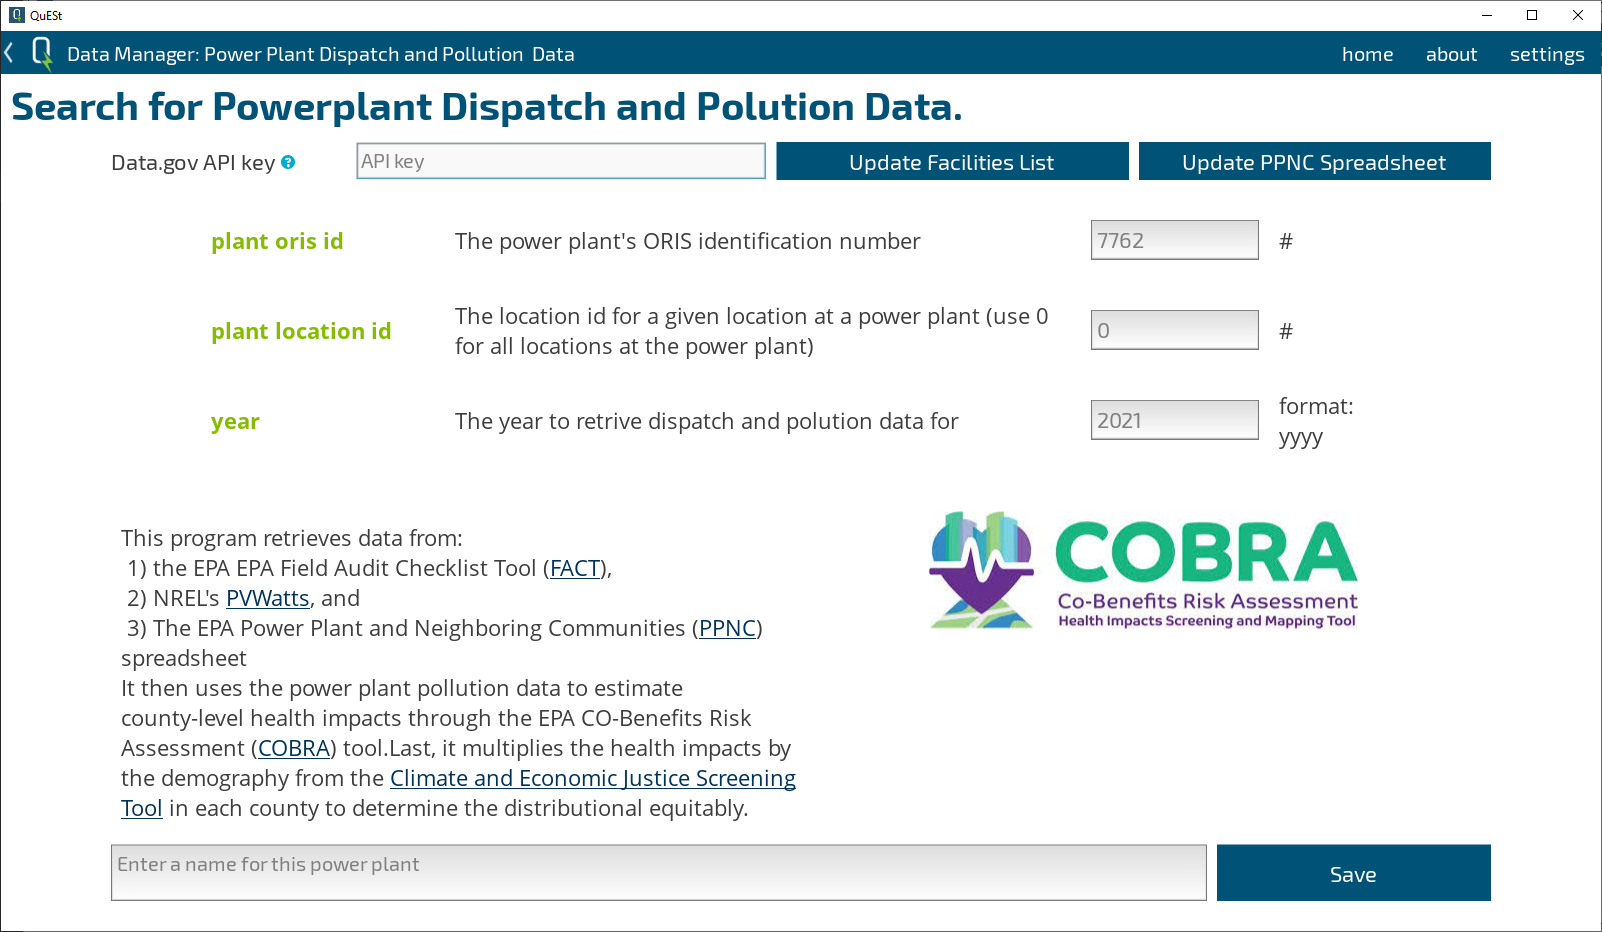 QuESt
Data Manager: Power Plant Dispatch and Pollution Data
home about settings
Search for Powerplant Dispatch and Polution Data.
Data.gov API key ?
API key
Update Facilities List
Update PPNC Spreadsheet
plant oris id
The power plant's ORIS identification number
7762
#
plant location id
The location id for a given location at a power plant (use 0
for all locations at the power plant)
0
#
year
The year to retrive dispatch and polution data for
2021
format:
yyyy
This program retrieves data from:
1) the EPA EPA Field Audit Checklist Tool (FACT),
2) NREL's PVWatts, and
3) The EPA Power Plant and Neighboring Communities (PPNC)
spreadsheet
It then uses the power plant pollution data to estimate
county-level health impacts through the EPA CO-Benefits Risk
Assessment (COBRA) tool.Last, it multiplies the health impacts by
the demography from the Climate and Economic Justice Screening
Tool in each county to determine the distributional equitably.
COBRA
Co-Benefits Risk Assessment
Health Impacts Screening and Mapping Tool
Enter a name for this power plant
Save